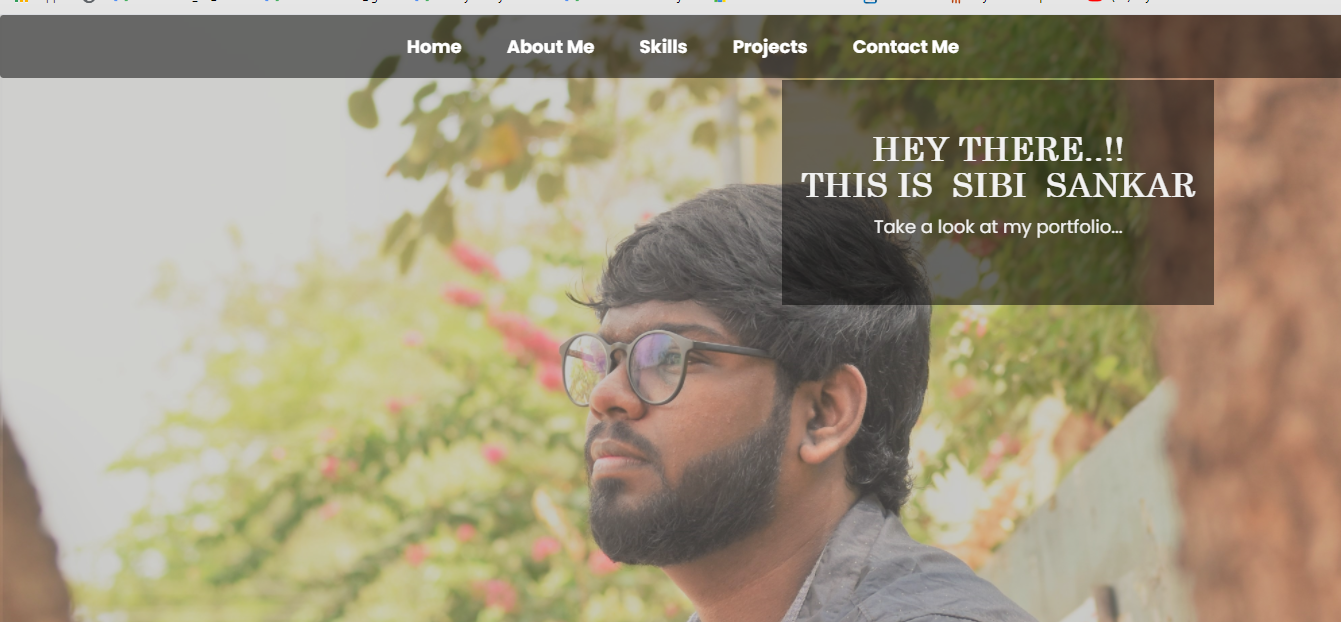 Home About Me Skills Projects Contact Me
HEY THERE..!!
THIS IS SIBI SANKAR
Take a look at my portfolio...